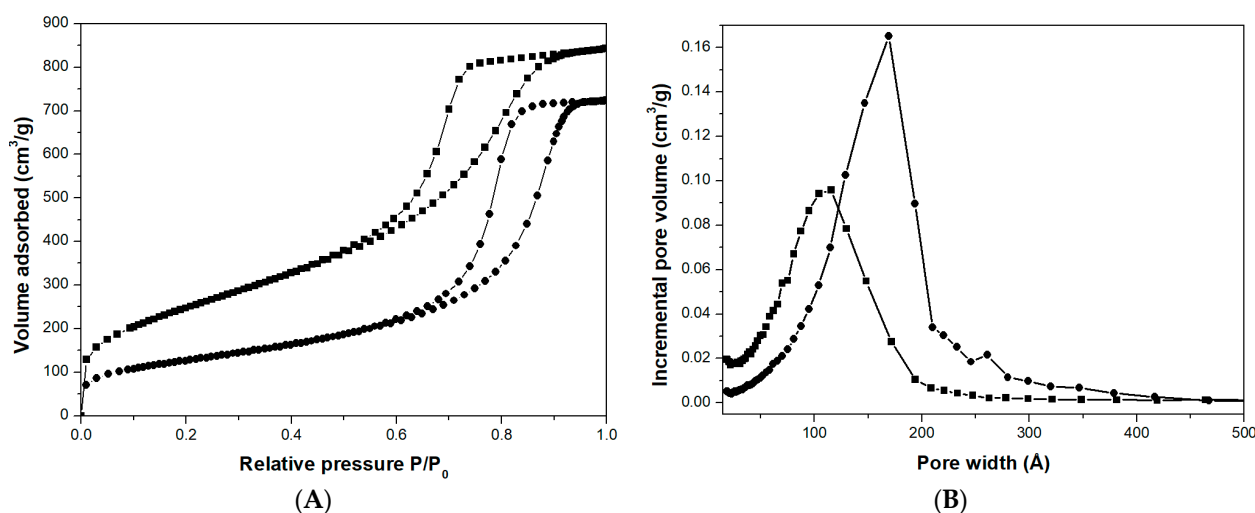 900
800
700
600
500
400
300
200
100
0
Volume adsorbed (cm³/g)
0.0 0.2 0.4 0.6 0.8 1.0
Relative pressure P/P₀
(A)
0.16
0.14
0.12
0.10
0.08
0.06
0.04
0.02
0.00
Incremental pore volume (cm³/g)
100 200 300 400 500
Pore width (Å)
(B)